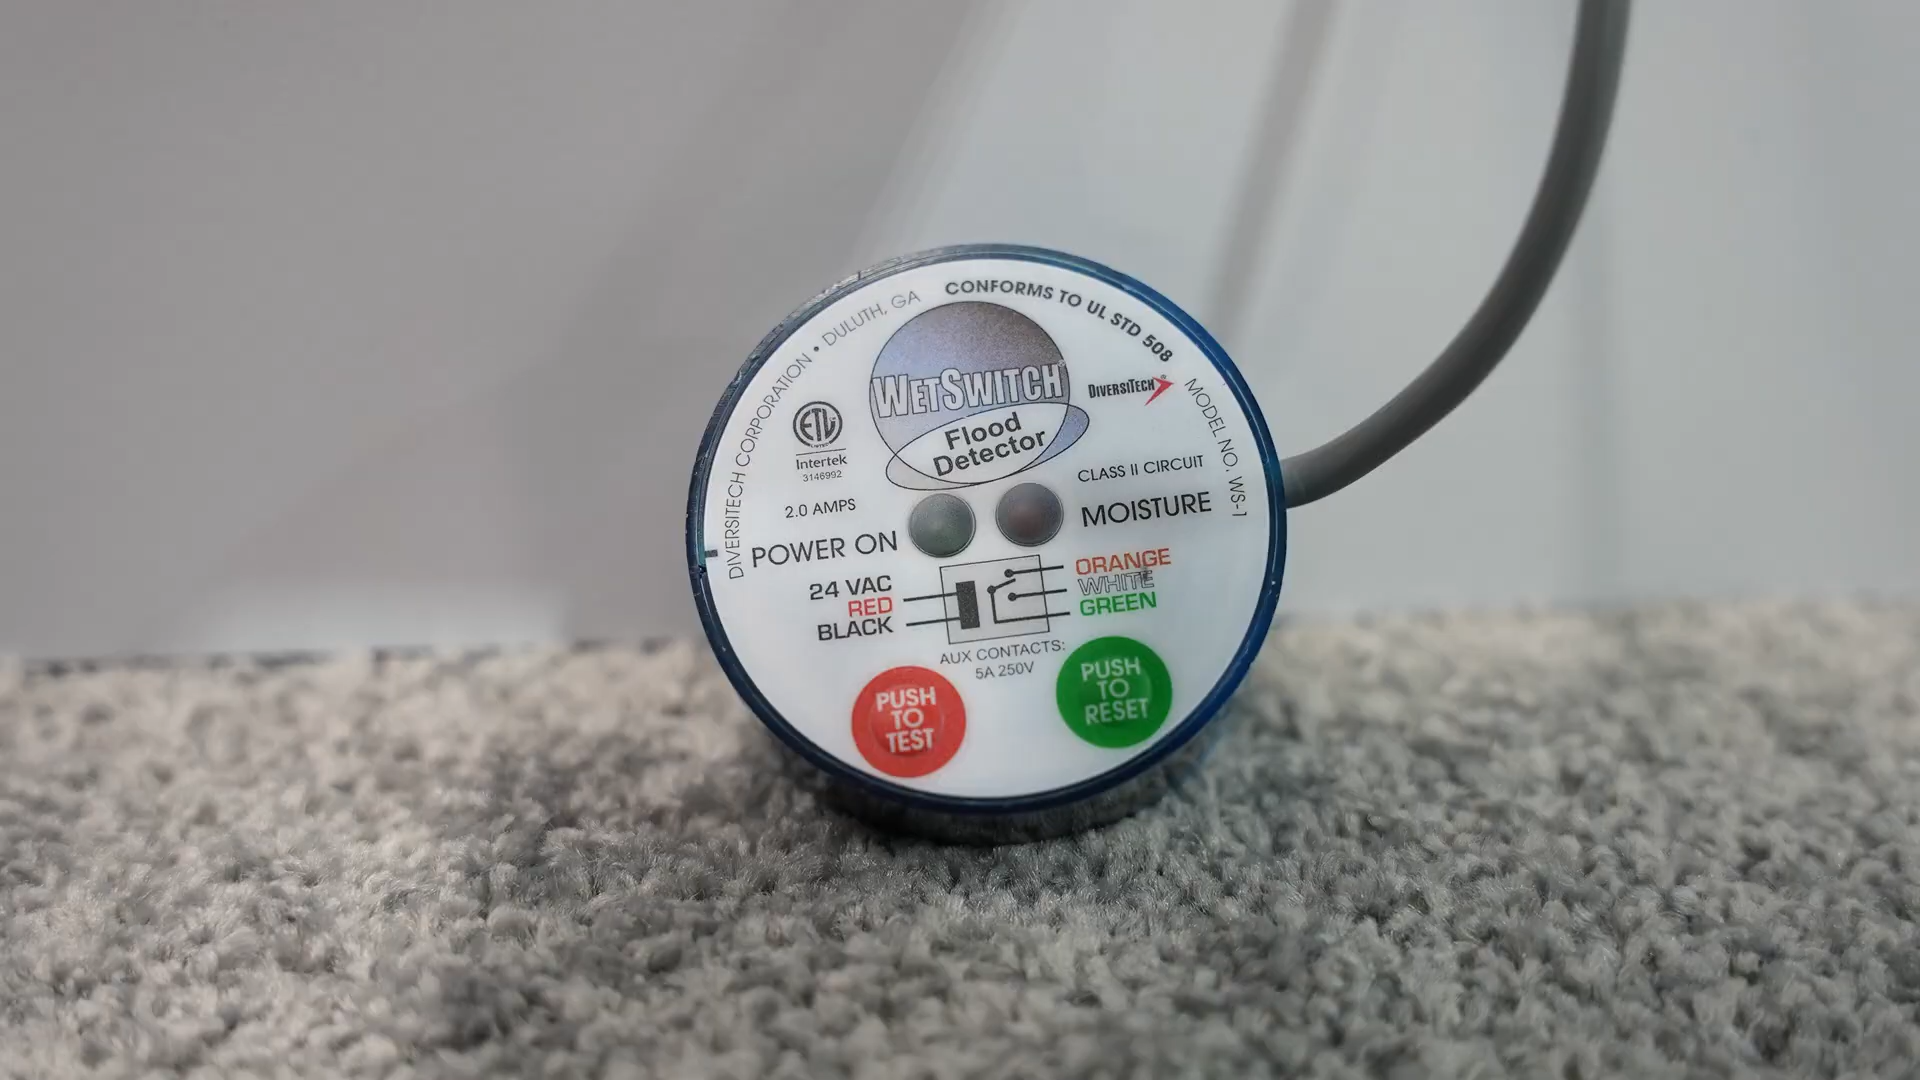 DIVERSITECH CORPORATION • DULUTH, GA
CONFORMS TO UL STD 508
MODEL NO. WS-1
WETSWITCH®
Flood
Detector
DIVERSITECH®
ETL
LISTED
Intertek
3146992
CLASS II CIRCUIT
2.0 AMPS
POWER ON
MOISTURE
24 VAC
RED
BLACK
ORANGE
WHITE
GREEN
AUX CONTACTS:
5A 250V
PUSH
TO
TEST
PUSH
TO
RESET